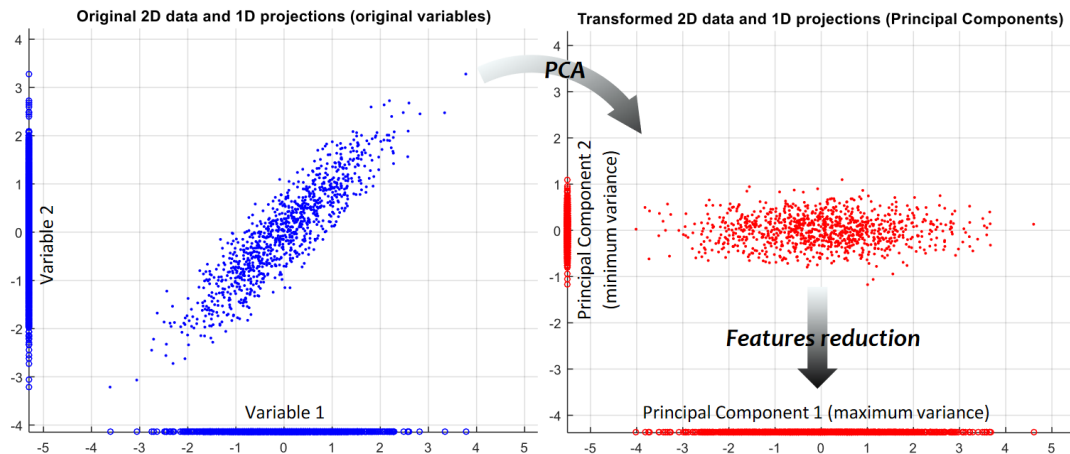 Original 2D data and 1D projections (original variables)
4
3
2
1
0
-1
-2
-3
-4
Variable 2
Variable 1
-5 -4 -3 -2 -1 0 1 2 3 4 5
PCA
Transformed 2D data and 1D projections (Principal Components)
4
3
2
1
0
-1
-2
-3
-4
Principal Component 2
(minimum variance)
Features reduction
Principal Component 1 (maximum variance)
-5 -4 -3 -2 -1 0 1 2 3 4 5